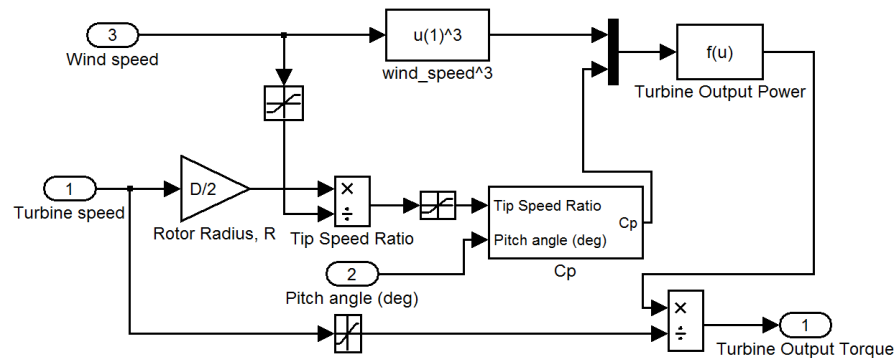 3
Wind speed
u(1)^3
wind_speed^3
f(u)
Turbine Output Power
1
Turbine speed
D/2
Rotor Radius, R
×
÷
Tip Speed Ratio
Tip Speed Ratio
Pitch angle (deg)
Cp
Cp
2
Pitch angle (deg)
×
÷
1
Turbine Output Torque